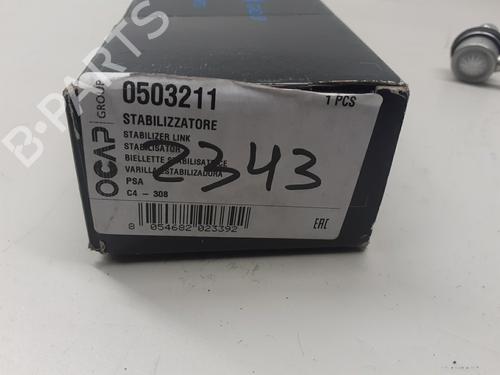 B-PARTS
OCAP GROUP
0503211
1 PCS
STABILIZZATORE
STABILIZER LINK
STABILISATOR
BIELLETTE STABILISATRICE
VARILLA ESTABILIZADORA
PSA
C4 - 308
2343
8 054682 023392
EAC